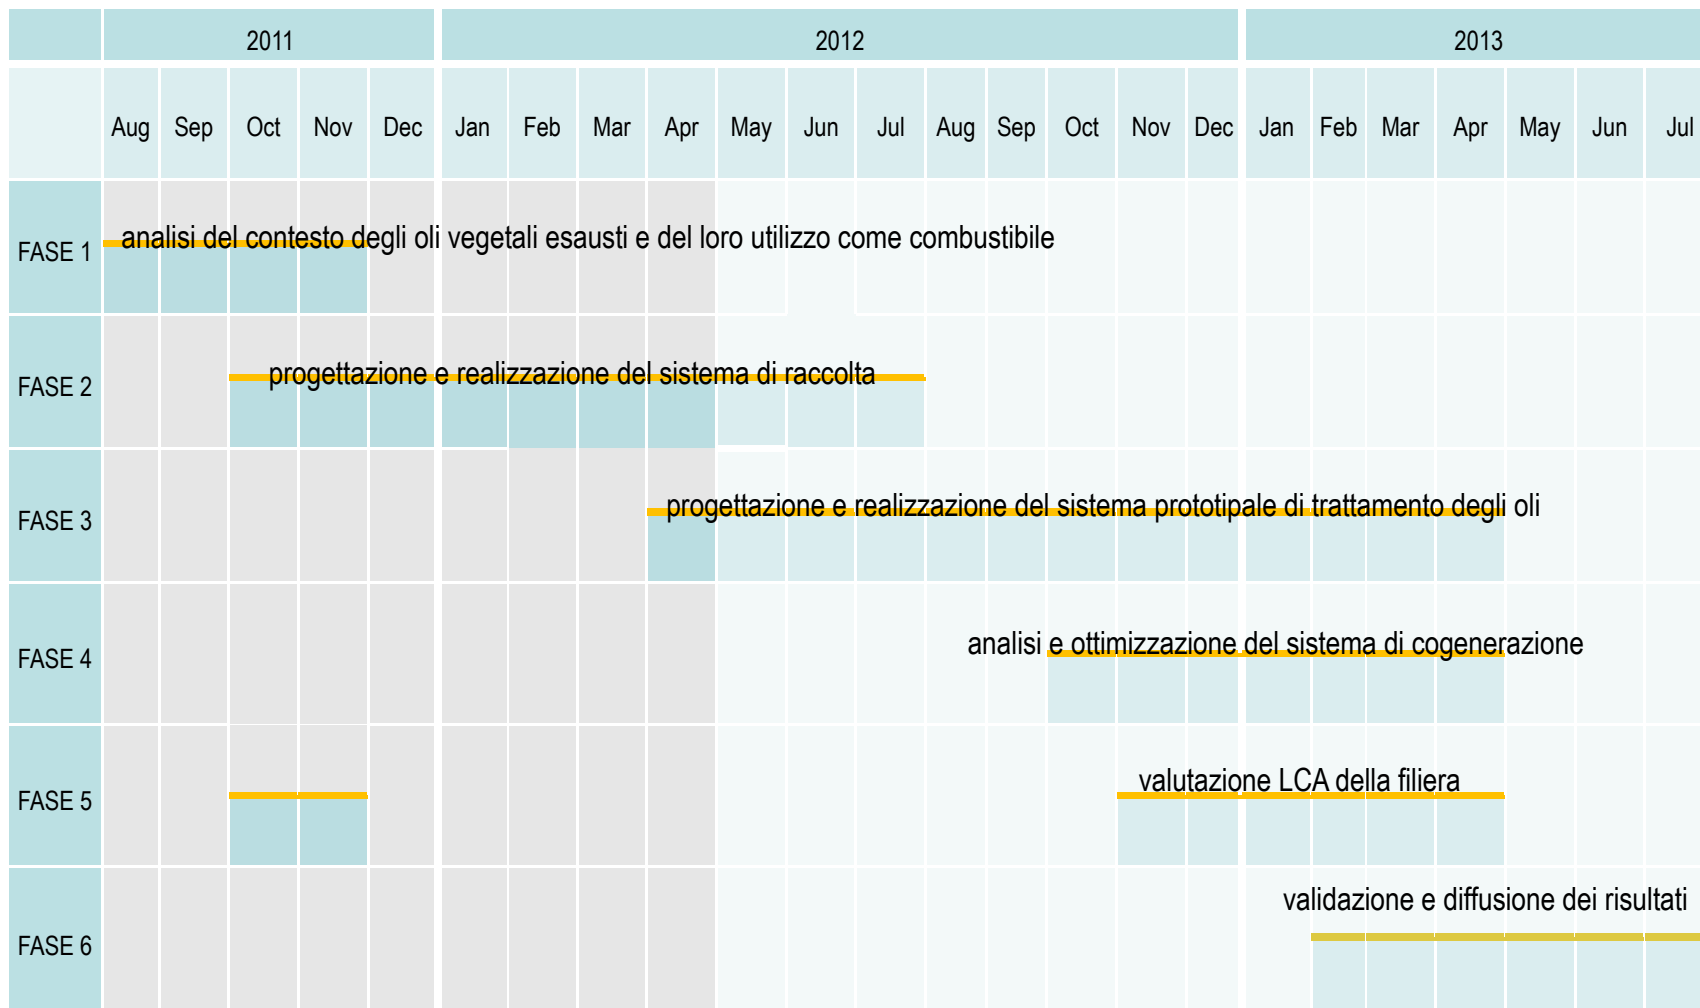 2011 2012 2013
Aug Sep Oct Nov Dec Jan Feb Mar Apr May Jun Jul Aug Sep Oct Nov Dec Jan Feb Mar Apr May Jun Jul
FASE 1 analisi del contesto degli oli vegetali esausti e del loro utilizzo come combustibile
FASE 2 progettazione e realizzazione del sistema di raccolta
FASE 3 progettazione e realizzazione del sistema prototipale di trattamento degli oli
FASE 4 analisi e ottimizzazione del sistema di cogenerazione
FASE 5 valutazione LCA della filiera
FASE 6 validazione e diffusione dei risultati